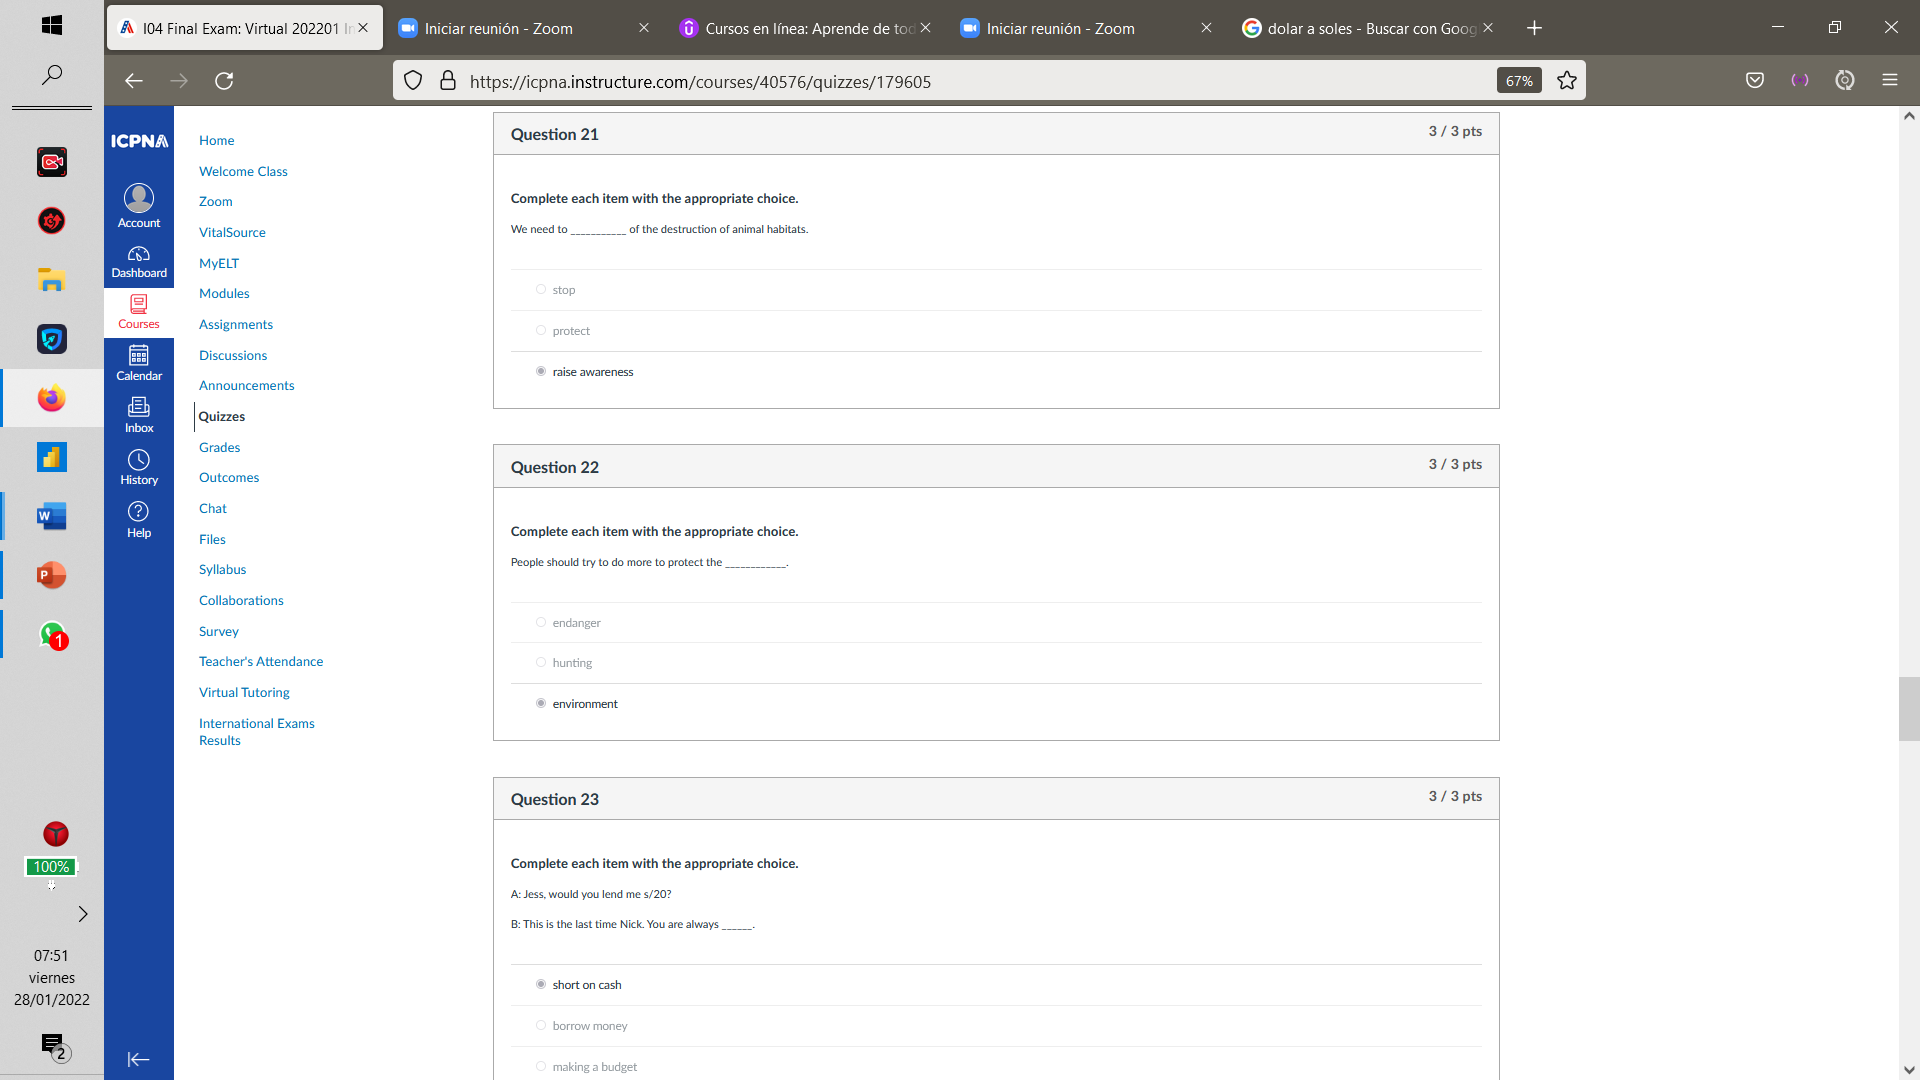 I04 Final Exam: Virtual 202201 In
Iniciar reunión - Zoom
Cursos en línea: Aprende de tod
Iniciar reunión - Zoom
dolar a soles - Buscar con Goog
https://icpna.instructure.com/courses/40576/quizzes/179605
67%
ICPNA
Account
Dashboard
Courses
Calendar
Inbox
History
Help
Home
Welcome Class
Zoom
VitalSource
MyELT
Modules
Assignments
Discussions
Announcements
Quizzes
Grades
Outcomes
Chat
Files
Syllabus
Collaborations
Survey
Teacher's Attendance
Virtual Tutoring
International Exams
Results
Question 21
3 / 3 pts
Complete each item with the appropriate choice.
We need to ___________ of the destruction of animal habitats.
stop
protect
raise awareness
Question 22
3 / 3 pts
Complete each item with the appropriate choice.
People should try to do more to protect the ____________.
endanger
hunting
environment
Question 23
3 / 3 pts
Complete each item with the appropriate choice.
A: Jess, would you lend me s/20?
B: This is the last time Nick. You are always ______.
short on cash
borrow money
making a budget
W
P
1
100%
07:51
viernes
28/01/2022
2